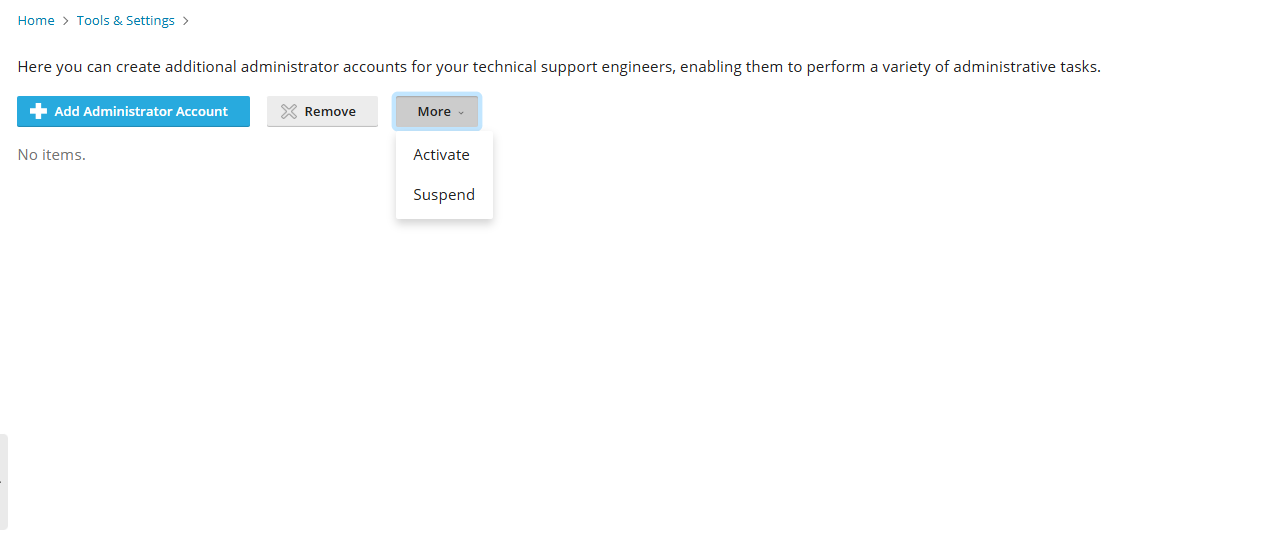 Home > Tools & Settings >
Here you can create additional administrator accounts for your technical support engineers, enabling them to perform a variety of administrative tasks.
Add Administrator Account Remove More
No items.
Activate
Suspend